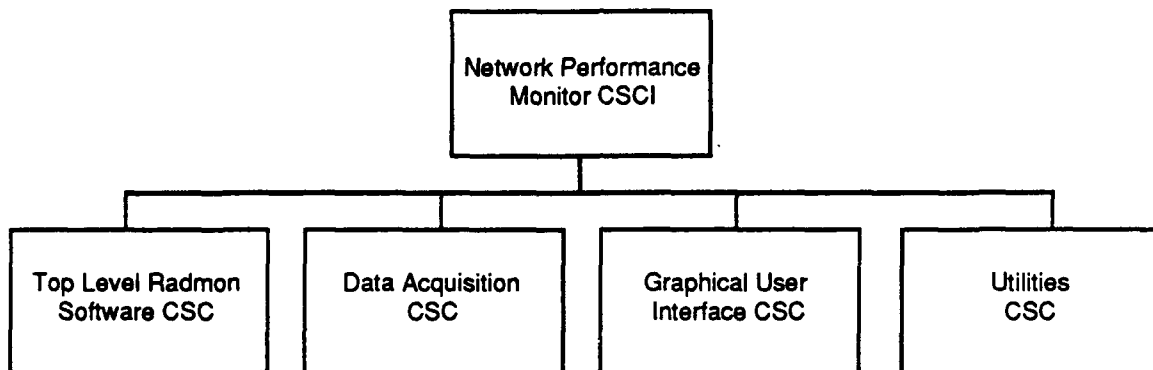 Network Performance
Monitor CSCI
Top Level Radmon
Software CSC
Data Acquisition
CSC
Graphical User
Interface CSC
Utilities
CSC